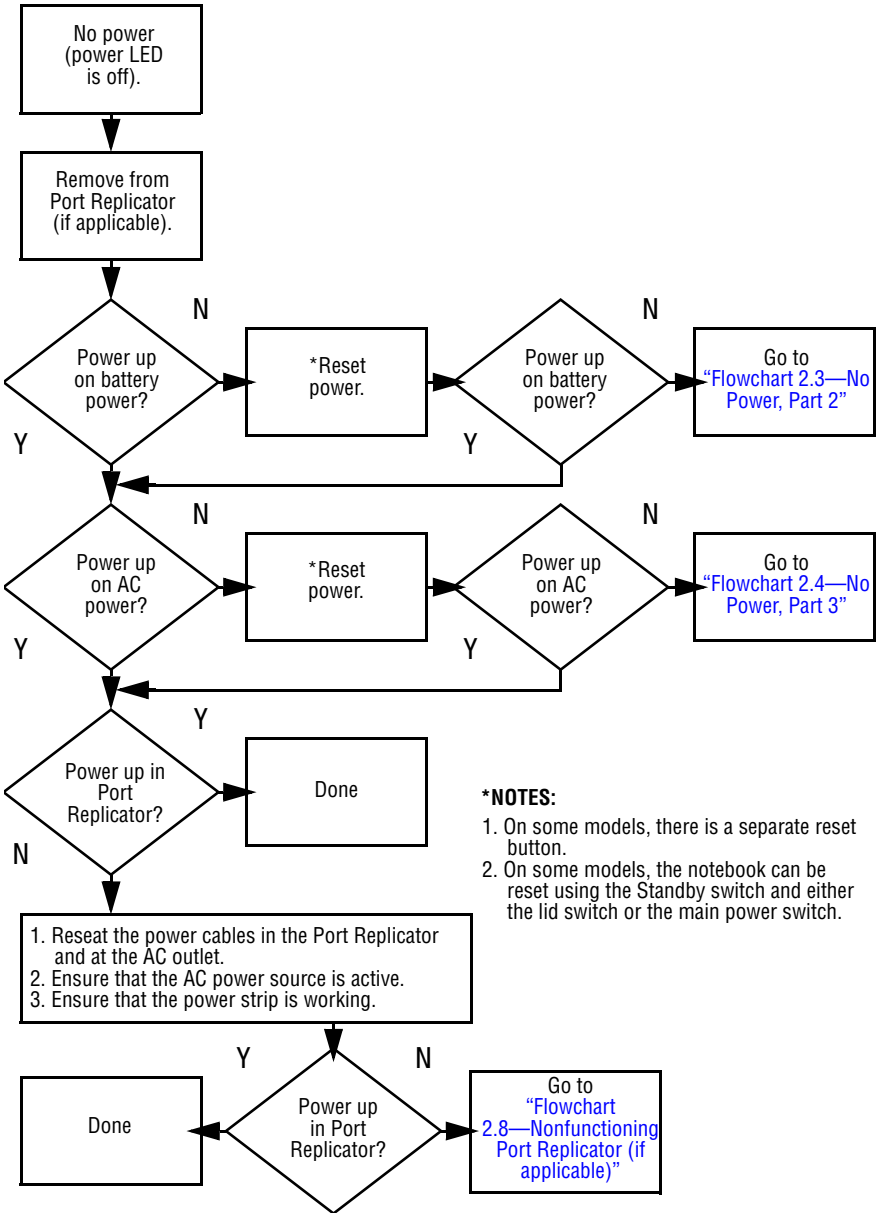 No power
(power LED
is off).
Remove from
Port Replicator
(if applicable).
N
Power up
on battery
power?
*Reset
power.
N
Power up
on battery
power?
Go to
“Flowchart 2.3—No
Power, Part 2”
Y
Y
N
Power up
on AC
power?
*Reset
power.
N
Power up
on AC
power?
Go to
“Flowchart 2.4—No
Power, Part 3”
Y
Y
Y
Power up in
Port
Replicator?
Done
N
*NOTES:
1. On some models, there is a separate reset
button.
2. On some models, the notebook can be
reset using the Standby switch and either
the lid switch or the main power switch.
1. Reseat the power cables in the Port Replicator
and at the AC outlet.
2. Ensure that the AC power source is active.
3. Ensure that the power strip is working.
Y
N
Done
Power up
in Port
Replicator?
Go to
“Flowchart
2.8—Nonfunctioning
Port Replicator (if
applicable)”